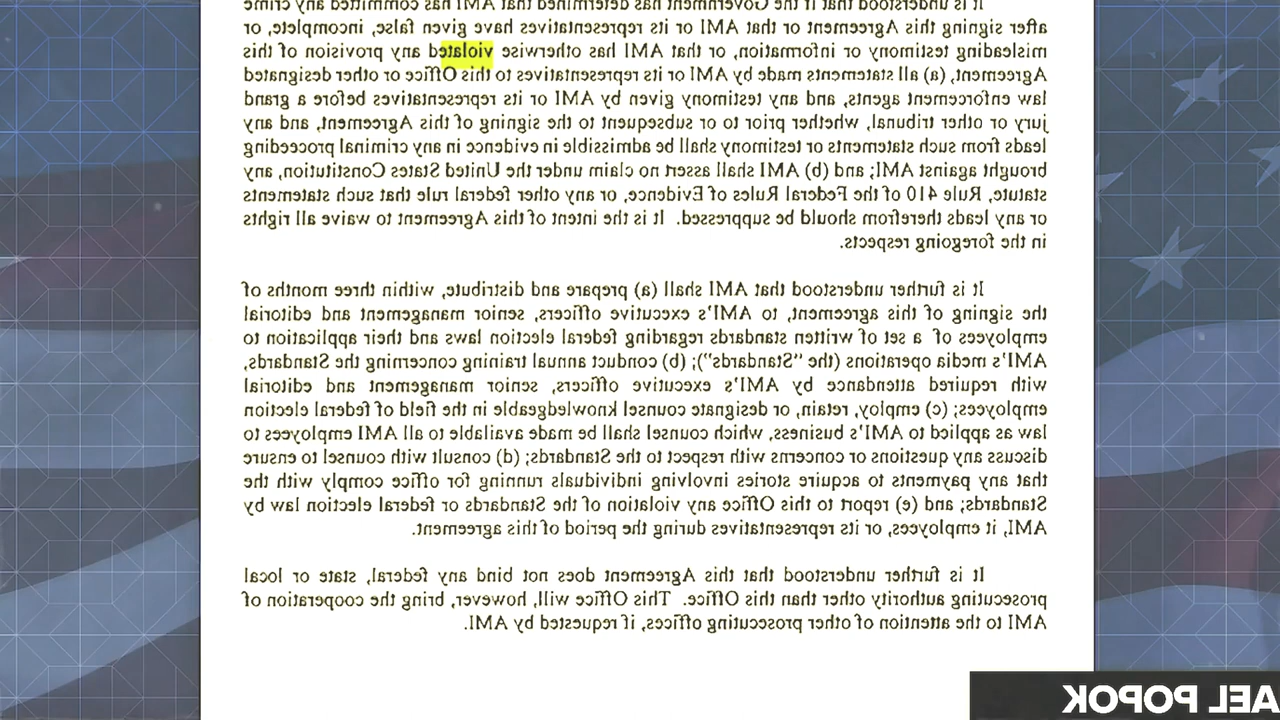 It is understood that if the Government has determined that AMI has committed any crime
after signing this Agreement or that AMI or its representatives have given false, incomplete, or
misleading testimony or information, or that AMI has otherwise violated any provision of this
Agreement, (a) all statements made by AMI or its representatives to this Office or other designated
law enforcement agents, and any testimony given by AMI or its representatives before a grand
jury or other tribunal, whether prior to or subsequent to the signing of this Agreement, and any
leads from such statements or testimony shall be admissible in evidence in any criminal proceeding
brought against AMI; and (b) AMI shall assert no claim under the United States Constitution, any
statute, Rule 410 of the Federal Rules of Evidence, or any other federal rule that such statements
or any leads therefrom should be suppressed. It is the intent of this Agreement to waive all rights
in the foregoing respects.
It is further understood that AMI shall (a) prepare and distribute, within three months of
the signing of this agreement, to AMI's executive officers, senior management and editorial
employees of a set of written standards regarding federal election laws and their application to
AMI's media operations (the "Standards"); (b) conduct annual training concerning the Standards,
with required attendance by AMI's executive officers, senior management and editorial
employees; (c) employ, retain, or designate counsel knowledgeable in the field of federal election
law as applied to AMI's business, which counsel shall be made available to all AMI employees to
discuss any questions or concerns with respect to the Standards; (d) consult with counsel to ensure
that any payments to acquire stories involving individuals running for office comply with the
Standards; and (e) report to this Office any violation of the Standards or federal election law by
AMI, it employees, or its representatives during the period of this agreement.
It is further understood that this Agreement does not bind any federal, state or local
prosecuting authority other than this Office. This Office will, however, bring the cooperation of
AMI to the attention of other prosecuting offices, if requested by AMI.
AEL POPOK